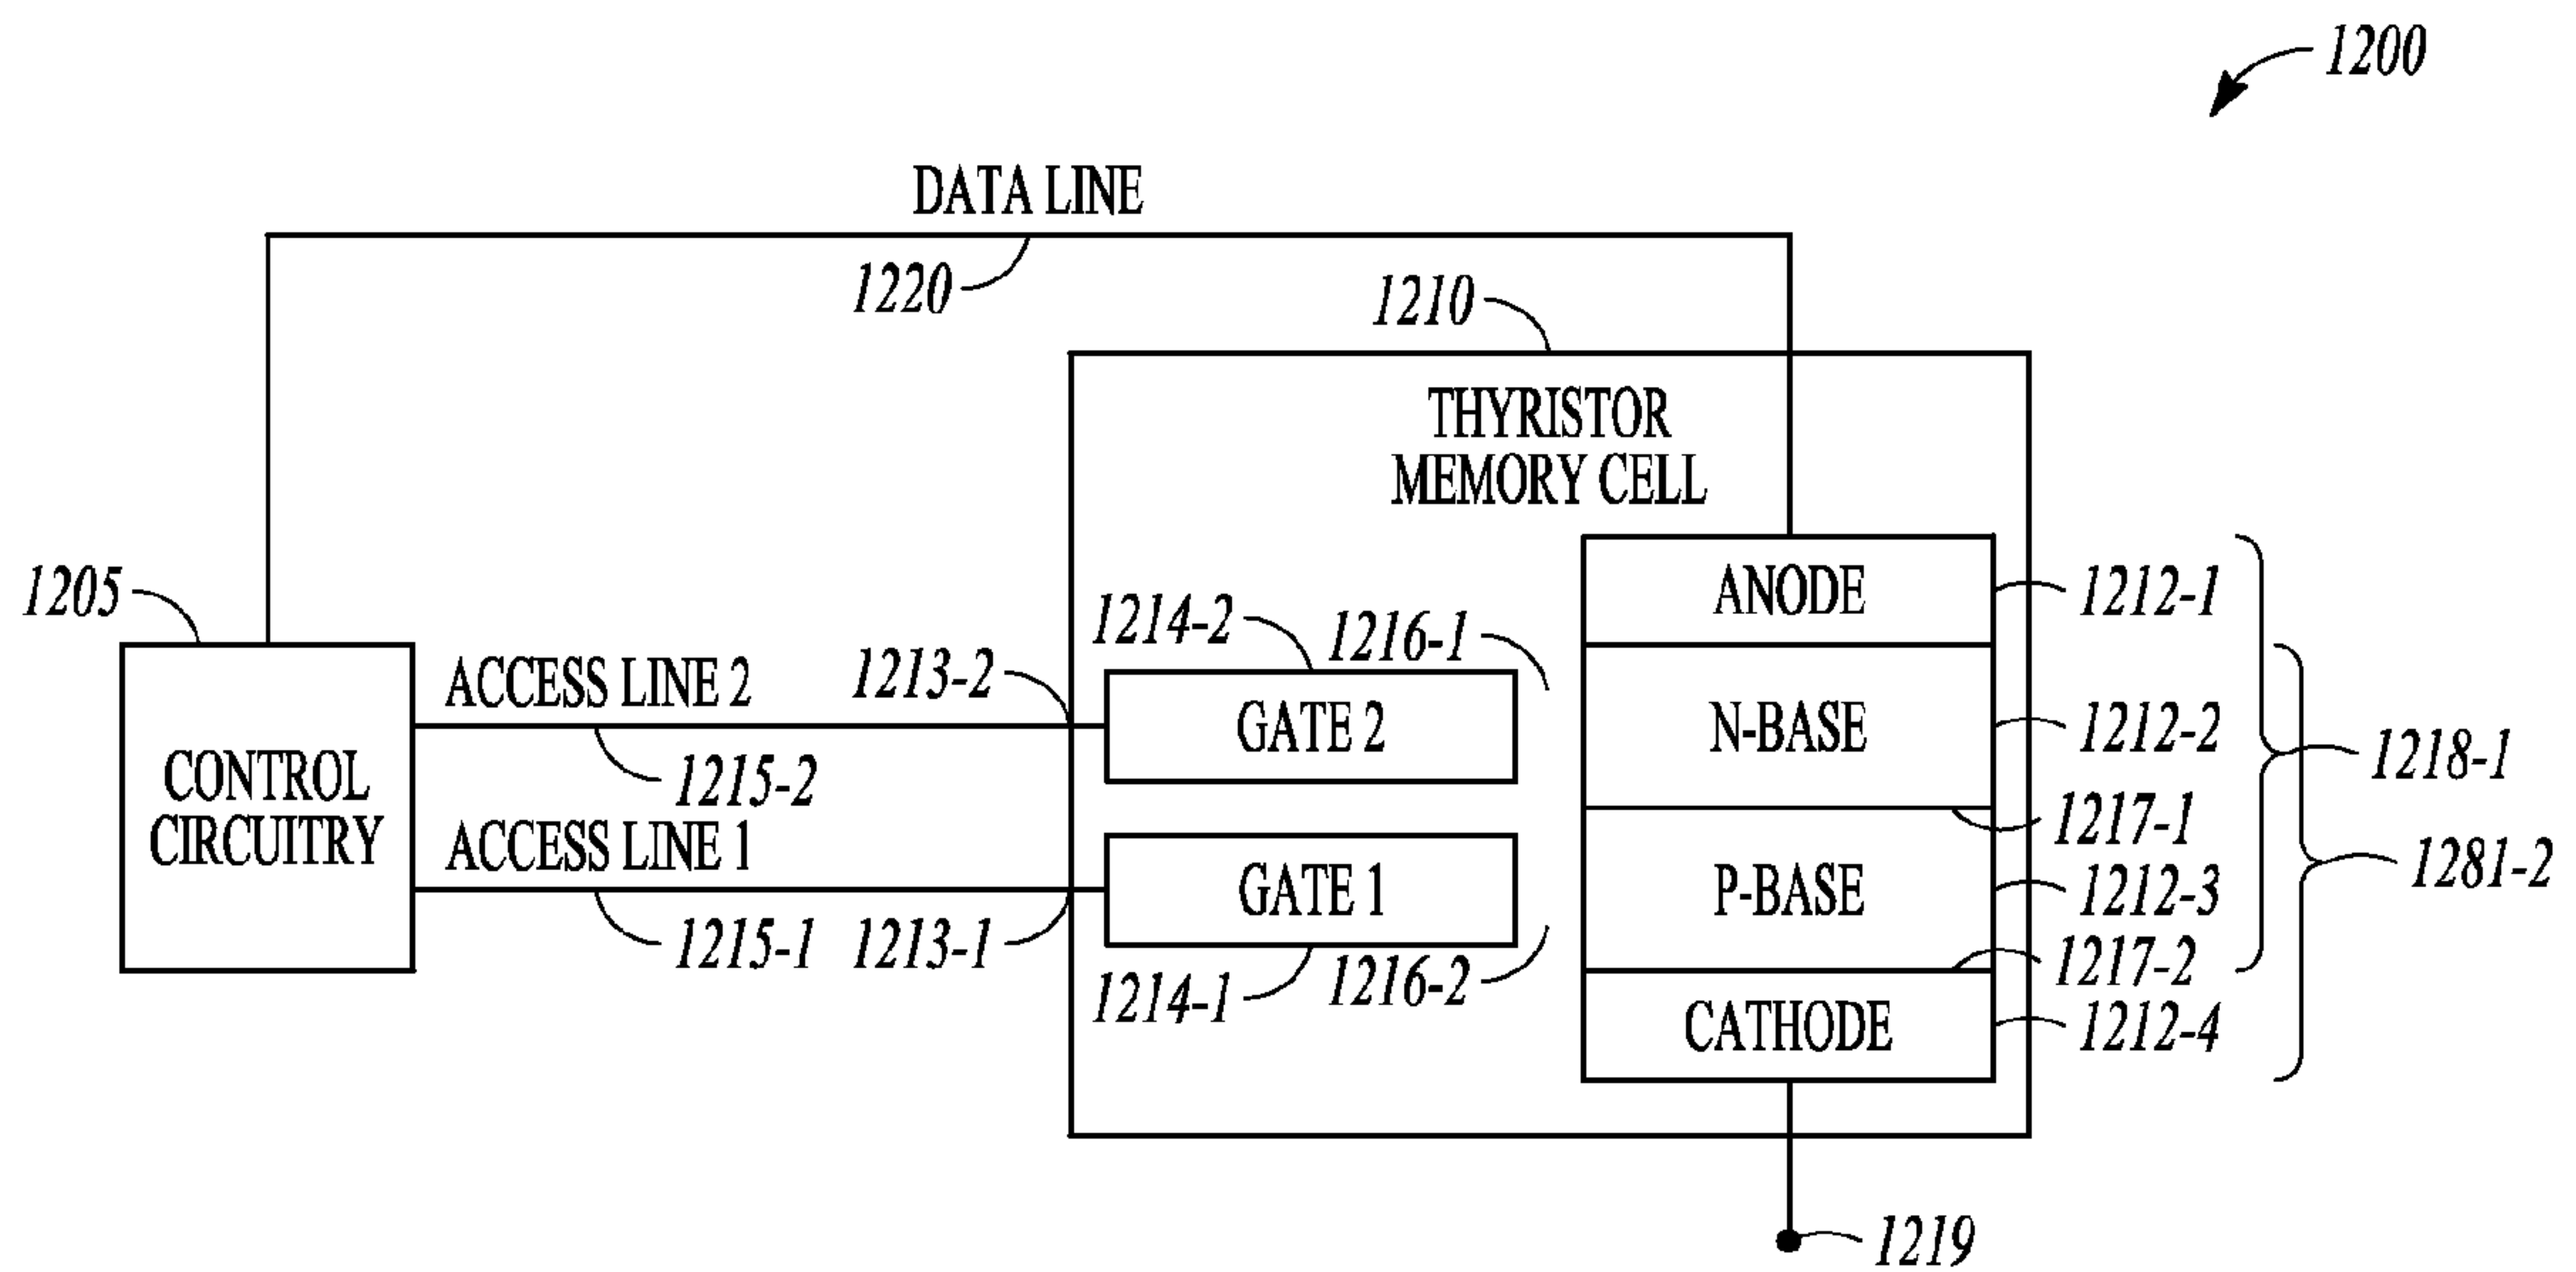 1200
DATA LINE
1220
1210
THYRISTOR
MEMORY CELL
1205
1214-2
1216-1
ANODE
1212-1
ACCESS LINE 2
1213-2
GATE 2
N-BASE
1212-2
1215-2
1218-1
CONTROL
CIRCUITRY
ACCESS LINE 1
1217-1
GATE 1
P-BASE
1212-3
1281-2
1215-1
1213-1
1214-1
1216-2
1217-2
CATHODE
1212-4
1219